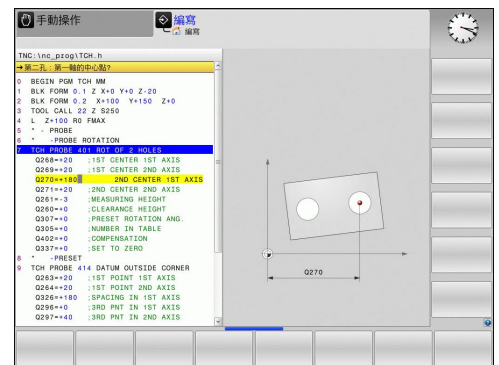 手動操作
編寫
編寫
TNC:\nc_prog\TCH.h
→第二孔：第一軸的中心點?
0 BEGIN PGM TCH MM
1 BLK FORM 0.1 Z X+0 Y+0 Z-20
2 BLK FORM 0.2 X+100 Y+150 Z+0
3 TOOL CALL 22 Z S250
4 L Z+100 R0 FMAX
5 * - PROBE
6 * -PROBE ROTATION
7 TCH PROBE 401 ROT OF 2 HOLES
Q268=+20 ;1ST CENTER 1ST AXIS
Q269=+20 ;1ST CENTER 2ND AXIS
Q270=+180 2ND CENTER 1ST AXIS
Q271=+20 ;2ND CENTER 2ND AXIS
Q261=-3 ;MEASURING HEIGHT
Q260=+0 ;CLEARANCE HEIGHT
Q307=+0 ;PRESET ROTATION ANG.
Q305=+0 ;NUMBER IN TABLE
Q402=+0 ;COMPENSATION
Q337=+0 ;SET TO ZERO
8 * -PRESET
9 TCH PROBE 414 DATUM OUTSIDE CORNER
Q263=+20 ;1ST POINT 1ST AXIS
Q264=+20 ;1ST POINT 2ND AXIS
Q326=+180 ;SPACING IN 1ST AXIS
Q296=+0 ;3RD PNT IN 1ST AXIS
Q297=+40 ;3RD PNT IN 2ND AXIS
Q270